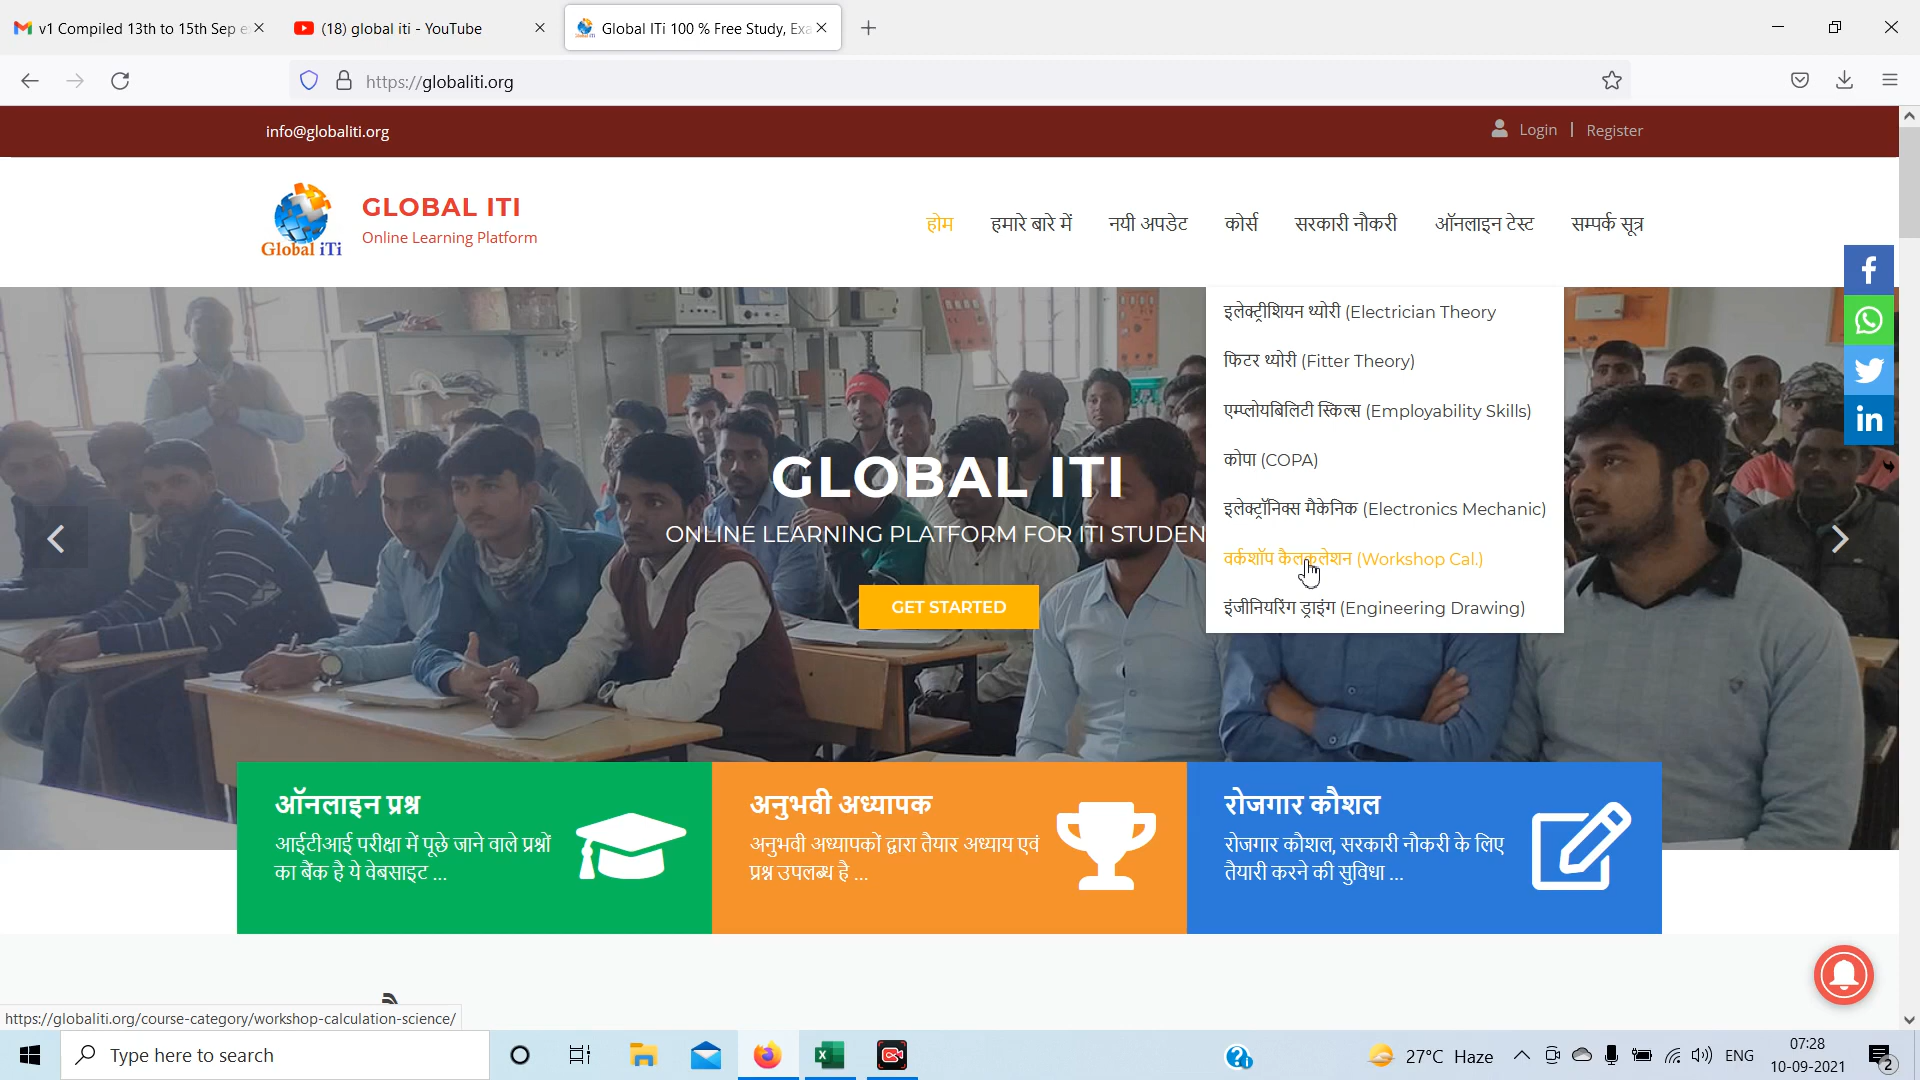 v1 Compiled 13th to 15th Sep e
(18) global iti - YouTube
Global ITi 100 % Free Study, Exa
https://globaliti.org
info@globaliti.org
Login | Register
GLOBAL ITI
Online Learning Platform
Global iTi
होम
हमारे बारे में
नयी अपडेट
कोर्स
सरकारी नौकरी
ऑनलाइन टेस्ट
सम्पर्क सूत्र
इलेक्ट्रीशियन थ्योरी (Electrician Theory
फिटर थ्योरी (Fitter Theory)
एम्प्लोयबिलिटी स्किल्स (Employability Skills)
कोपा (COPA)
इलेक्ट्रॉनिक्स मैकेनिक (Electronics Mechanic)
वर्कशॉप कैलकुलेशन (Workshop Cal.)
इंजीनियरिंग ड्राइंग (Engineering Drawing)
GLOBAL ITI
ONLINE LEARNING PLATFORM FOR ITI STUDEN
GET STARTED
ऑनलाइन प्रश्न
आईटीआई परीक्षा में पूछे जाने वाले प्रश्नों
का बैंक है ये वेबसाइट ...
अनुभवी अध्यापक
अनुभवी अध्यापकों द्वारा तैयार अध्याय एवं
प्रश्न उपलब्ध है ...
रोजगार कौशल
रोजगार कौशल, सरकारी नौकरी के लिए
तैयारी करने की सुविधा ...
https://globaliti.org/course-category/workshop-calculation-science/
Type here to search
27°C Haze
ENG
07:28
10-09-2021
2